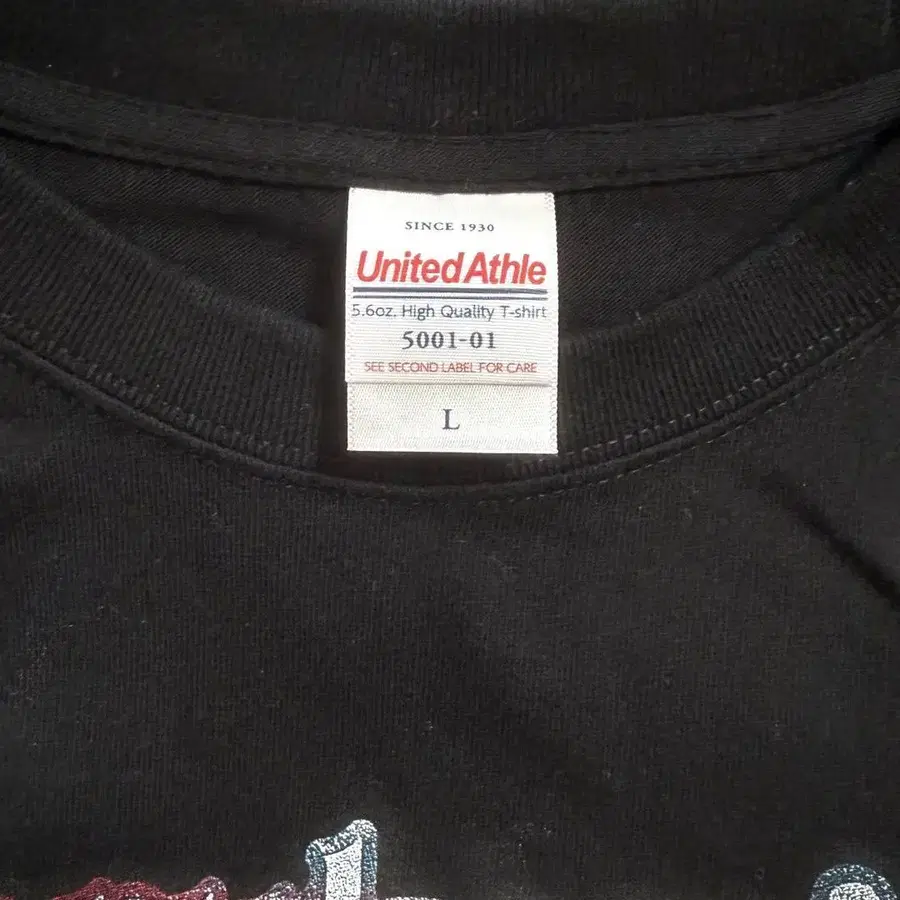 SINCE 1930
UnitedAthle
5.6oz. High Quality T-shirt
5001-01
SEE SECOND LABEL FOR CARE
L